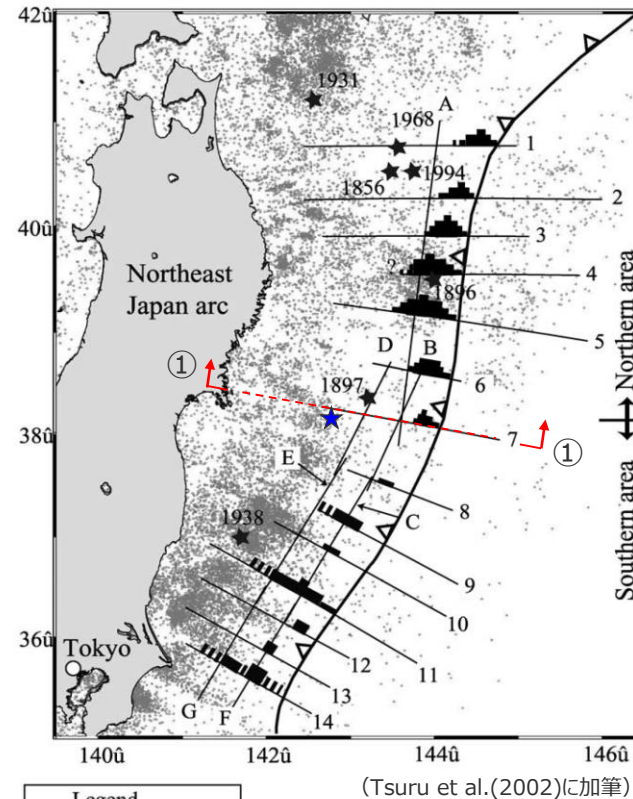 42û
40û
38û
36û
140û
142û
144û
146û
1931
1968
A
1
1856
1994
2
3
?
4
1896
5
Northeast
Japan arc
D
B
6
1897
①
7
①
E
8
C
9
1938
10
11
12
13
14
G
F
Tokyo
Northern area
Southern area
Legend
(Tsuru et al.(2002)に加筆)